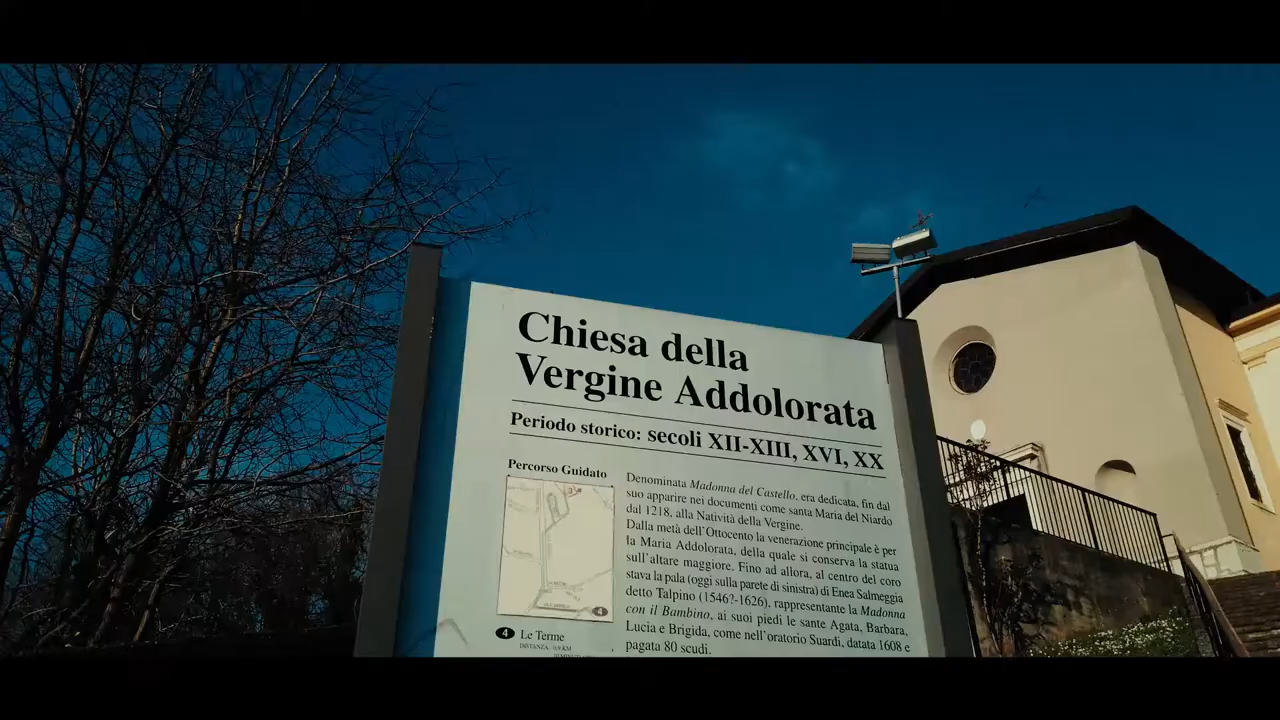 Chiesa della
Vergine Addolorata
Periodo storico: secoli XII-XIII, XVI, XX
Percorso Guidato
4
4 Le Terme
Denominata Madonna del Castello, era dedicata, fin dal
suo apparire nei documenti come santa Maria del Niardo
dal 1218, alla Natività della Vergine.
Dalla metà dell'Ottocento la venerazione principale è per
la Maria Addolorata, della quale si conserva la statua
sull'altare maggiore. Fino ad allora, al centro del coro
stava la pala (oggi sulla parete di sinistra) di Enea Salmeggia
detto Talpino (1546?-1626), rappresentante la Madonna
con il Bambino, ai suoi piedi le sante Agata, Barbara,
Lucia e Brigida, come nell'oratorio Suardi, datata 1608 e
pagata 80 scudi.